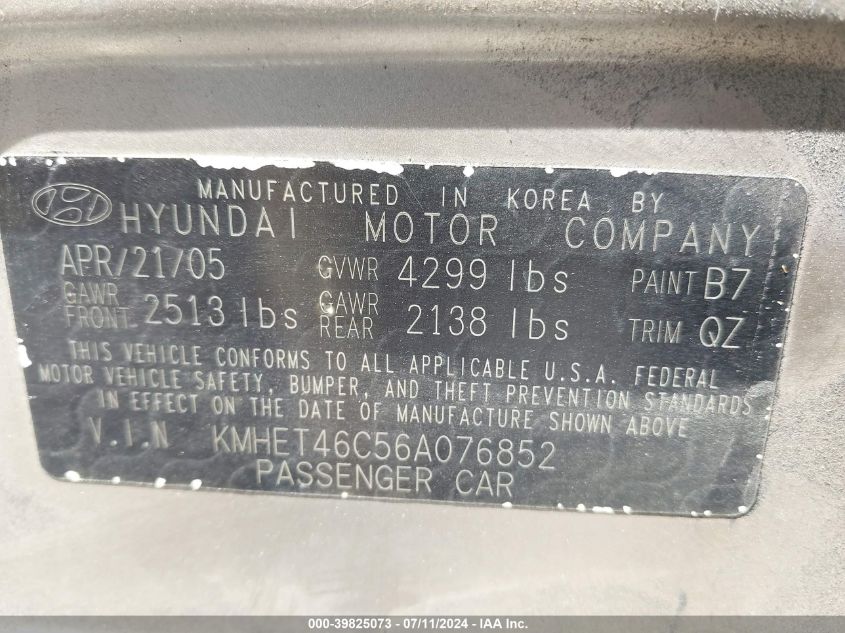 MANUFACTURED IN KOREA BY
HYUNDAI MOTOR COMPANY
APR/21/05 GVWR 4299 lbs PAINT B7
GAWR FRONT 2513 lbs GAWR REAR 2138 lbs TRIM QZ
THIS VEHICLE CONFORMS TO ALL APPLICABLE U.S.A. FEDERAL
MOTOR VEHICLE SAFETY, BUMPER, AND THEFT PREVENTION STANDARDS
IN EFFECT ON THE DATE OF MANUFACTURE SHOWN ABOVE
V.I.N KMHET46C56A076852
PASSENGER CAR
000-39825073 - 07/11/2024 - IAA Inc.